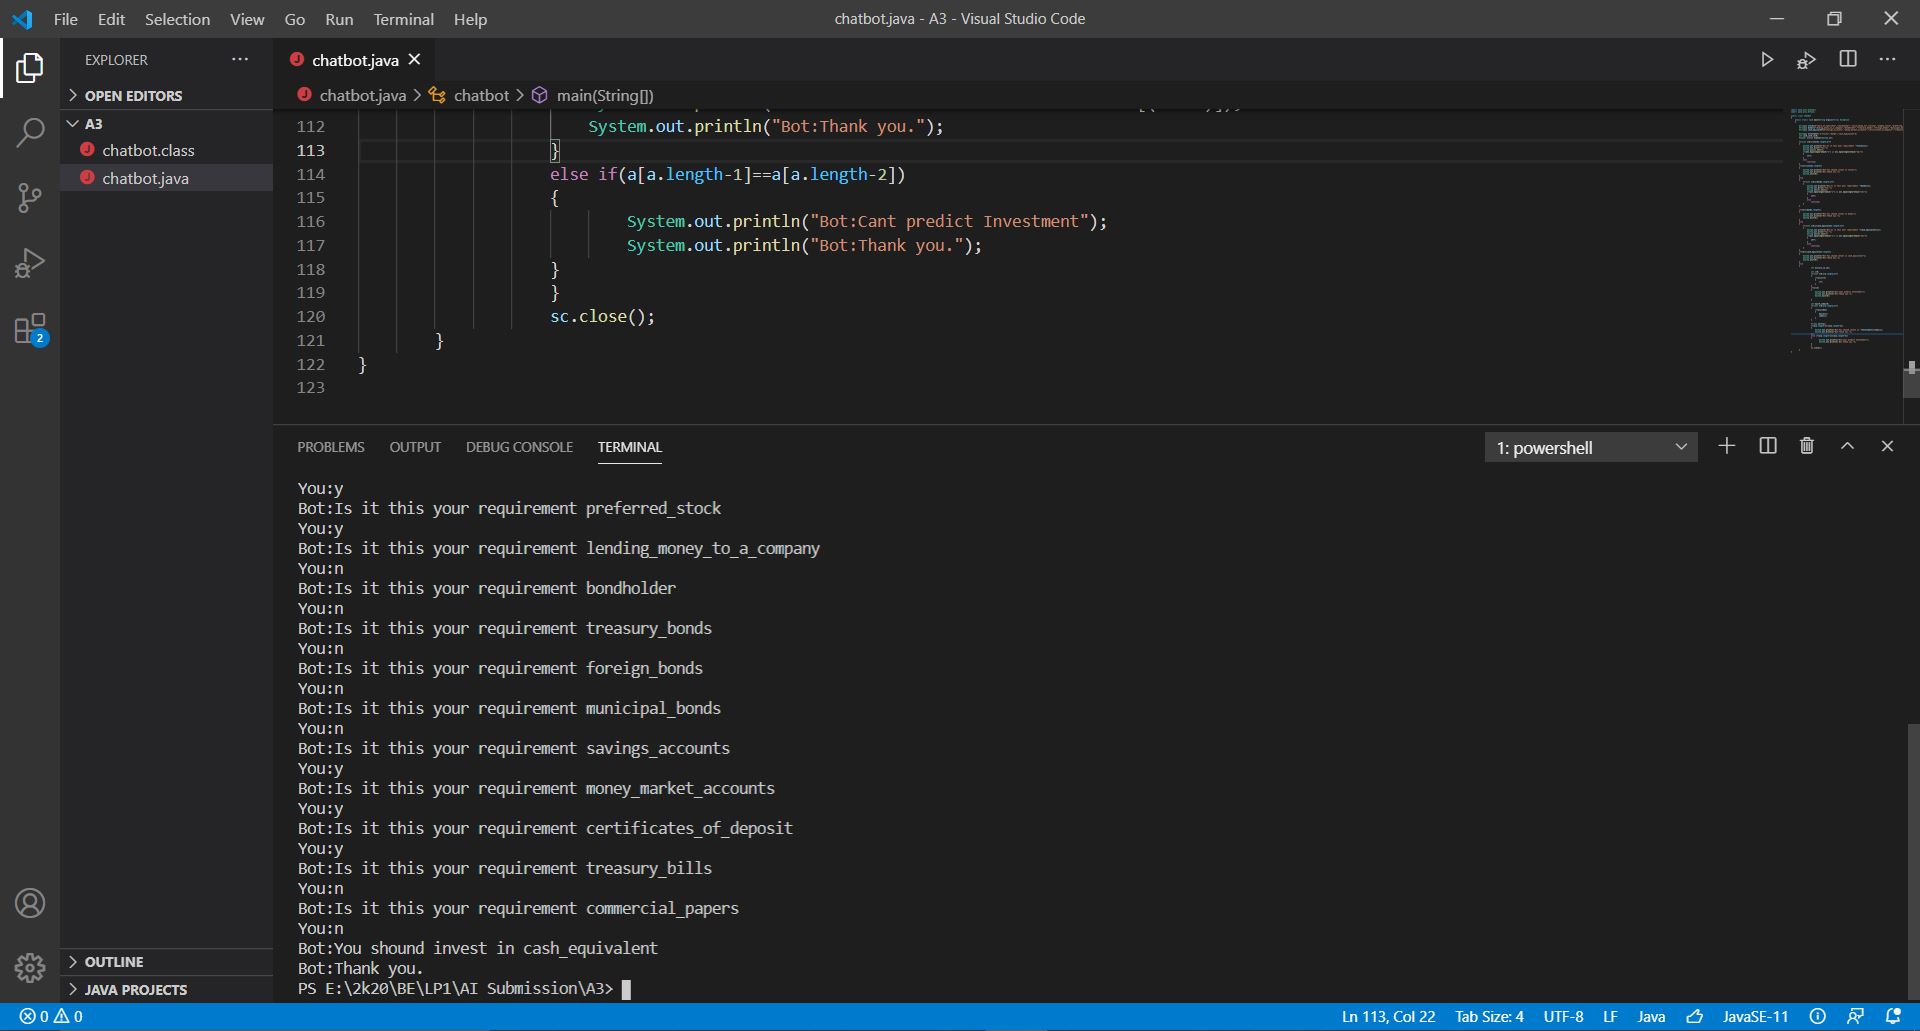 File Edit Selection View Go Run Terminal Help
chatbot.java - A3 - Visual Studio Code
EXPLORER
OPEN EDITORS
A3
chatbot.class
chatbot.java
OUTLINE
JAVA PROJECTS
2
chatbot.java
chatbot.java > chatbot > main(String[])
112 System.out.println("Bot:Thank you.");
113 }
114 else if(a[a.length-1]==a[a.length-2])
115 {
116 System.out.println("Bot:Cant predict Investment");
117 System.out.println("Bot:Thank you.");
118 }
119 }
120 sc.close();
121 }
122 }
123
PROBLEMS OUTPUT DEBUG CONSOLE TERMINAL
1: powershell
You:y
Bot:Is it this your requirement preferred_stock
You:y
Bot:Is it this your requirement lending_money_to_a_company
You:n
Bot:Is it this your requirement bondholder
You:n
Bot:Is it this your requirement treasury_bonds
You:n
Bot:Is it this your requirement foreign_bonds
You:n
Bot:Is it this your requirement municipal_bonds
You:n
Bot:Is it this your requirement savings_accounts
You:y
Bot:Is it this your requirement money_market_accounts
You:y
Bot:Is it this your requirement certificates_of_deposit
You:y
Bot:Is it this your requirement treasury_bills
You:n
Bot:Is it this your requirement commercial_papers
You:n
Bot:You shound invest in cash_equivalent
Bot:Thank you.
PS E:\2k20\BE\LP1\AI Submission\A3>
0 0
Ln 113, Col 22 Tab Size: 4 UTF-8 LF Java JavaSE-11